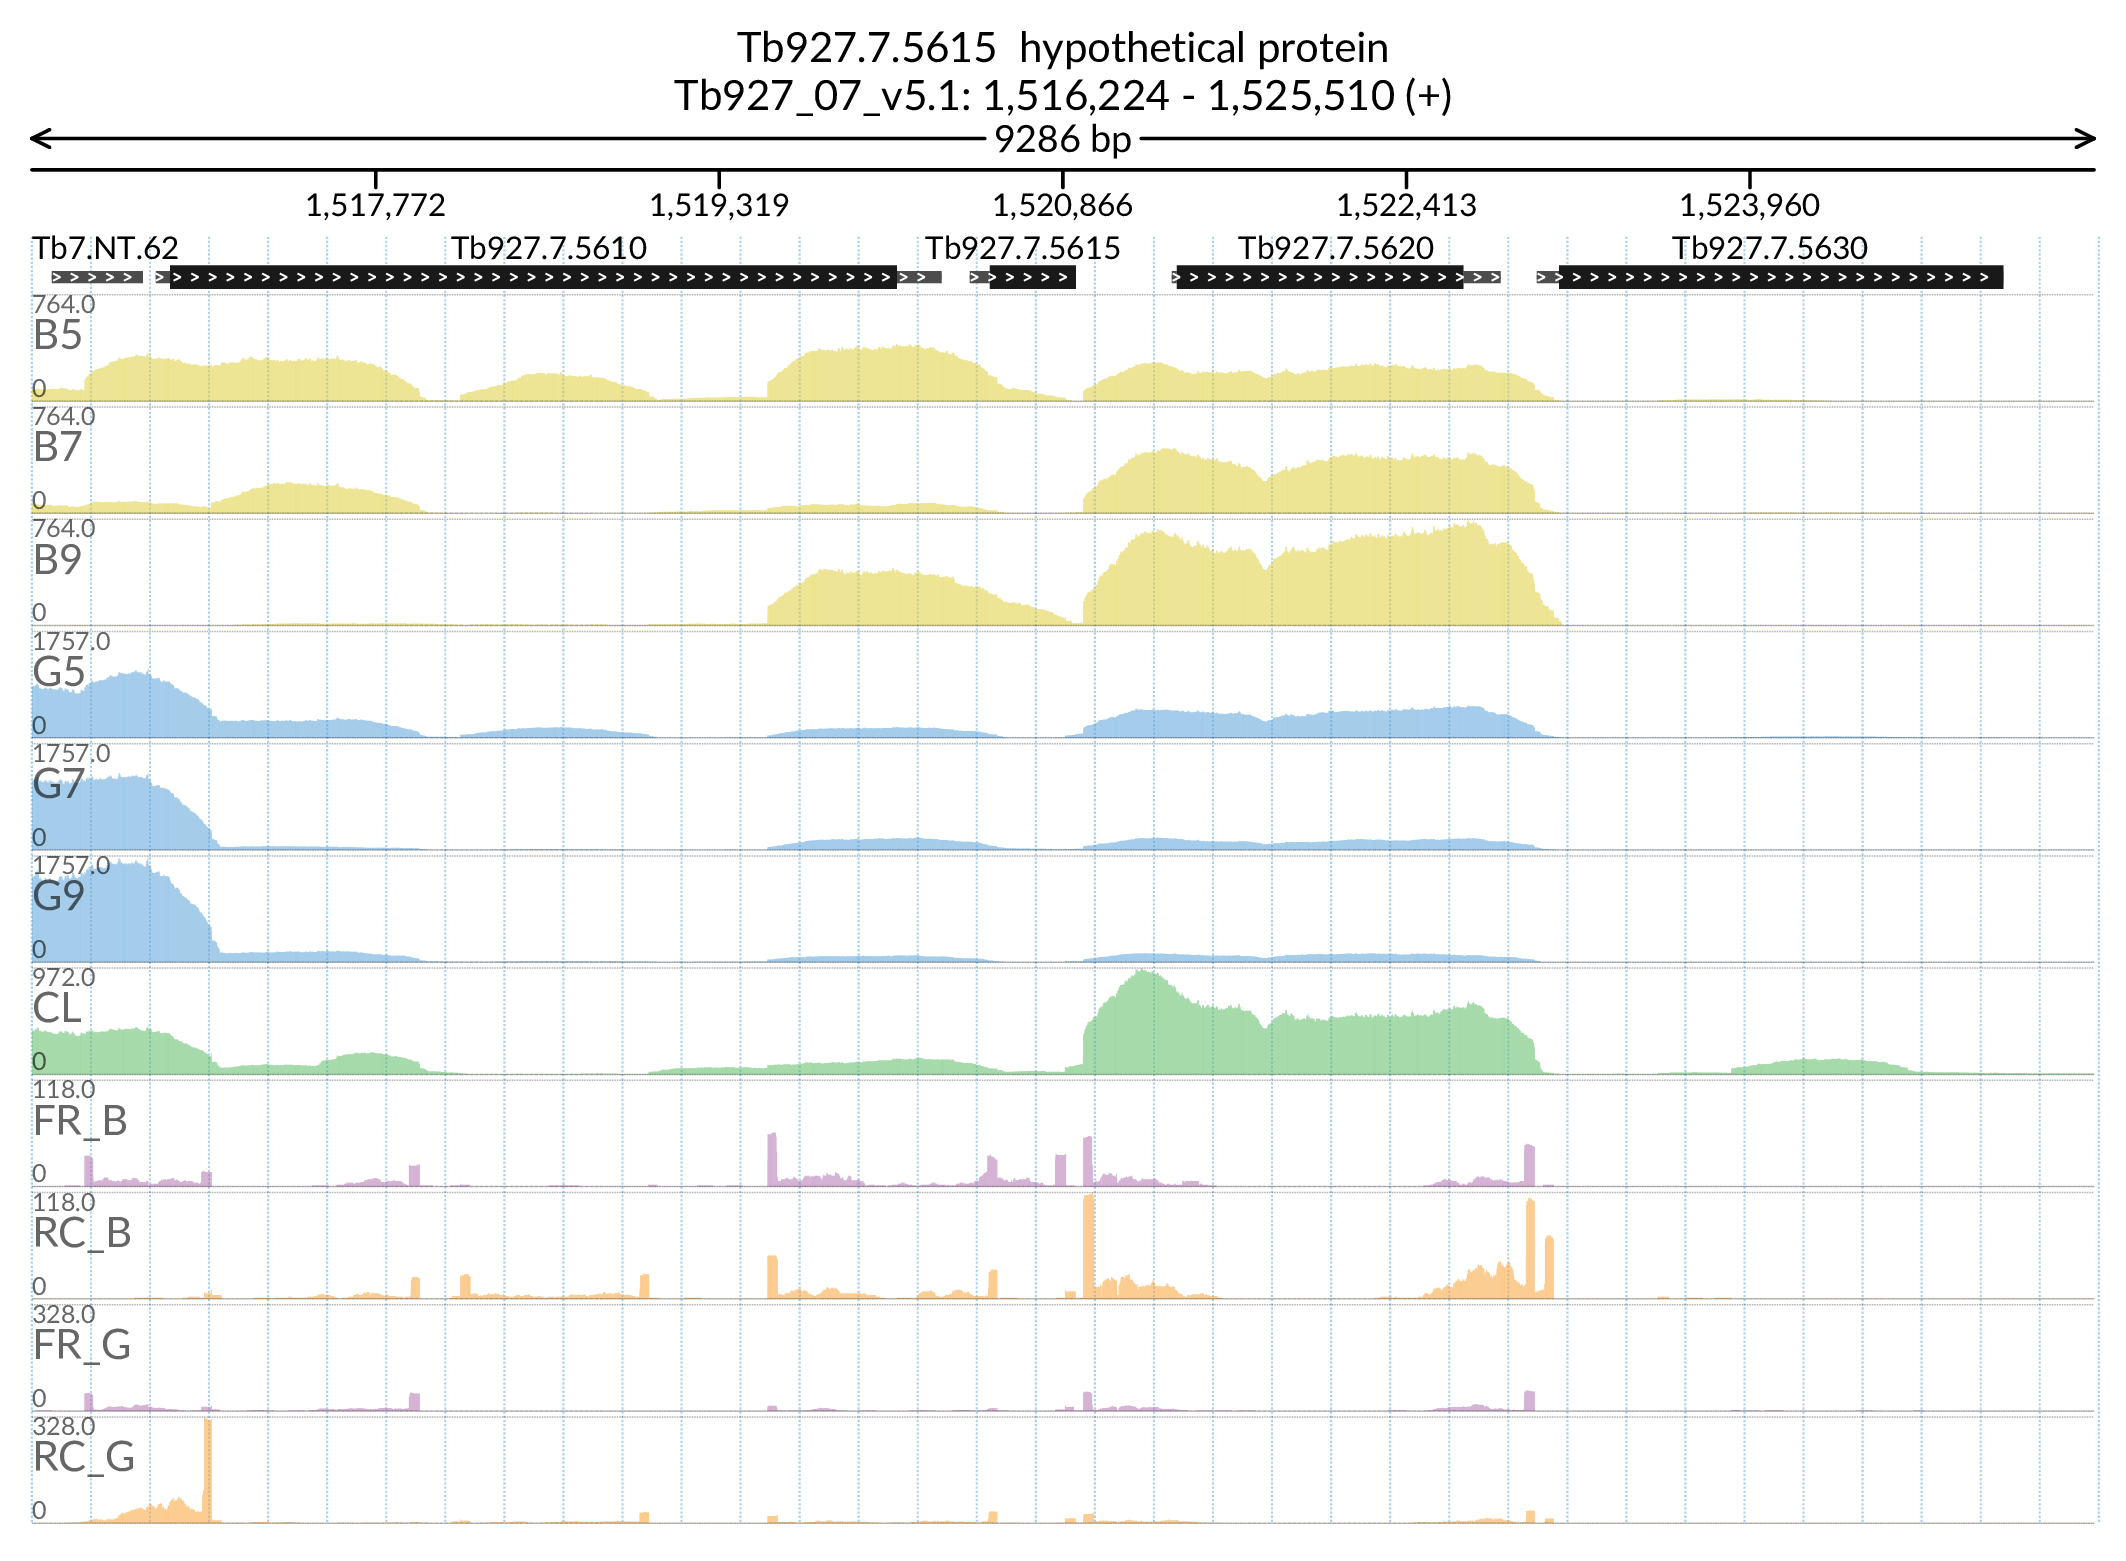 Tb927.7.5615  hypothetical protein
Tb927_07_v5.1: 1,516,224 - 1,525,510 (+)
9286 bp
1,517,772 1,519,319 1,520,866 1,522,413 1,523,960
Tb7.NT.62 Tb927.7.5610 Tb927.7.5615 Tb927.7.5620 Tb927.7.5630
764.0
B5
0
764.0
B7
0
764.0
B9
0
1757.0
G5
0
1757.0
G7
0
1757.0
G9
0
972.0
CL
0
118.0
FR_B
0
118.0
RC_B
0
328.0
FR_G
0
328.0
RC_G
0